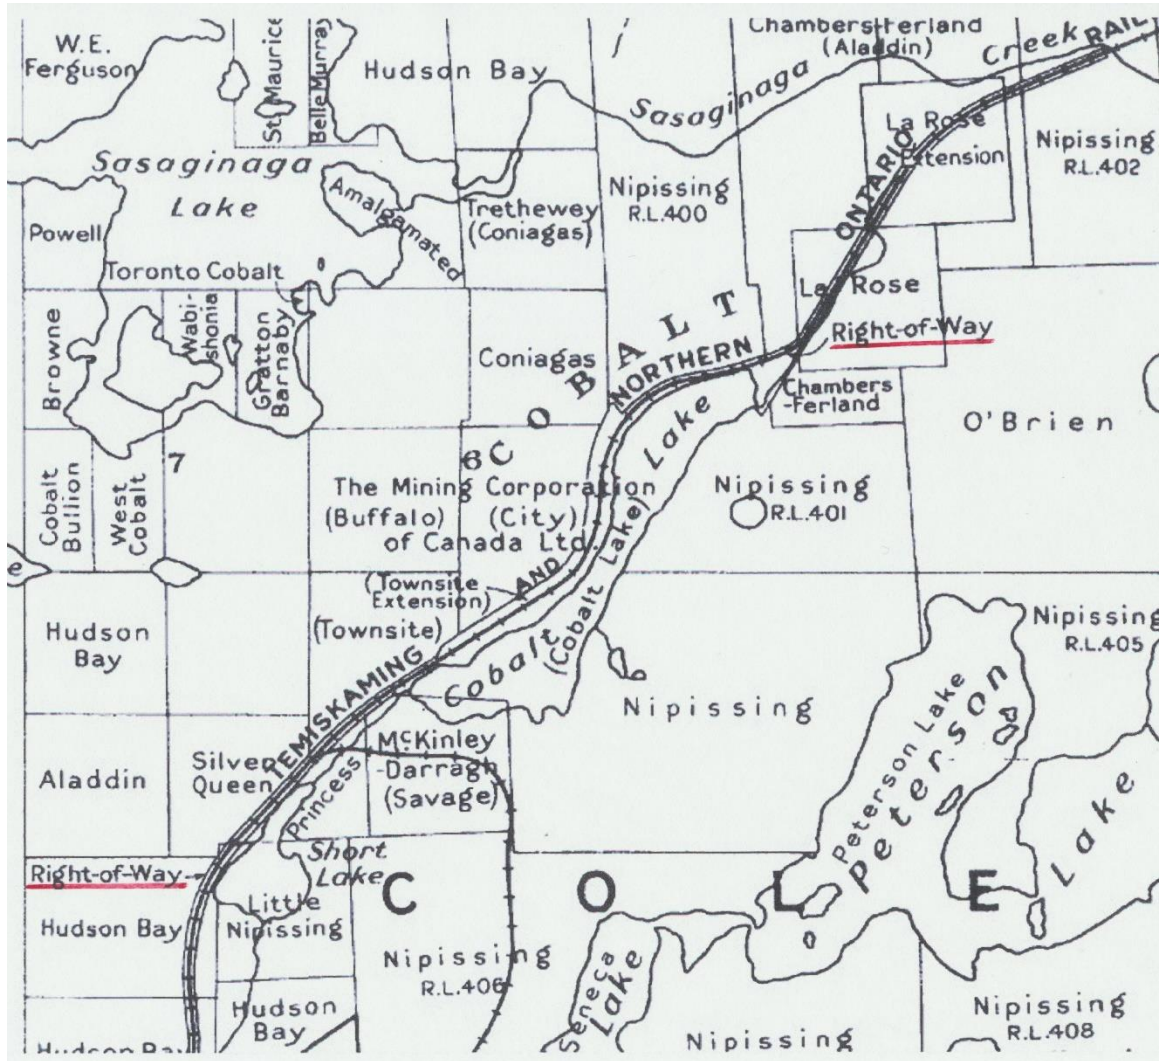 W.E.
Ferguson
St. Maurice
Belle Murray
Hudson Bay
Chambers-Ferland
(Aladdin)
Sasaginaga Creek
RAIL
Sasaginaga
Lake
Amalgamated
Trethewey
(Coniagas)
Nipissing
R.L.400
La Rose
Extension
Nipissing
R.L.402
ONTARIO
Powell
Toronto Cobalt
Browne
Wabi-
shonia
Gratton
Barnaby
Coniagas
COBALT
NORTHERN
La Rose
Right-of-Way
Chambers
-Ferland
O'Brien
Cobalt
Bullion
West
Cobalt
7
6
The Mining Corporation
(Buffalo) (City)
of Canada Ltd.
Cobalt Lake
(Cobalt Lake)
Nipissing
R.L.401
e
AND
(Townsite
Extension)
(Townsite)
Hudson
Bay
TEMISKAMING
Nipissing
Nipissing
R.L.405
Peterson Lake
Peterson
Lake
Aladdin
Silver
Queen
Princess
McKinley
-Darragh
(Savage)
Right-of-Way
Short
Lake
COLE
Hudson Bay
Little
Nipissing
Nipissing
R.L.406
Seneca
Lake
Hudson
Bay
Nipissing
Nipissing
R.L.408
Hudson Bay